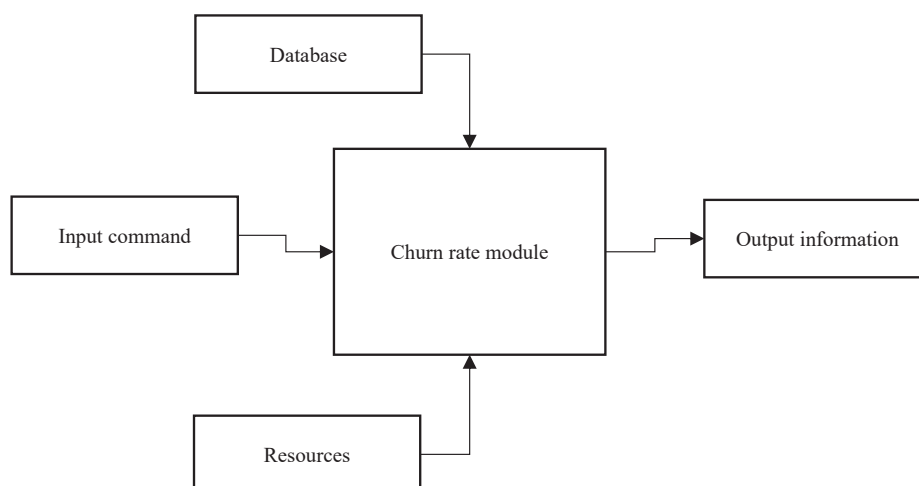 Database
Input command
Churn rate module
Output information
Resources